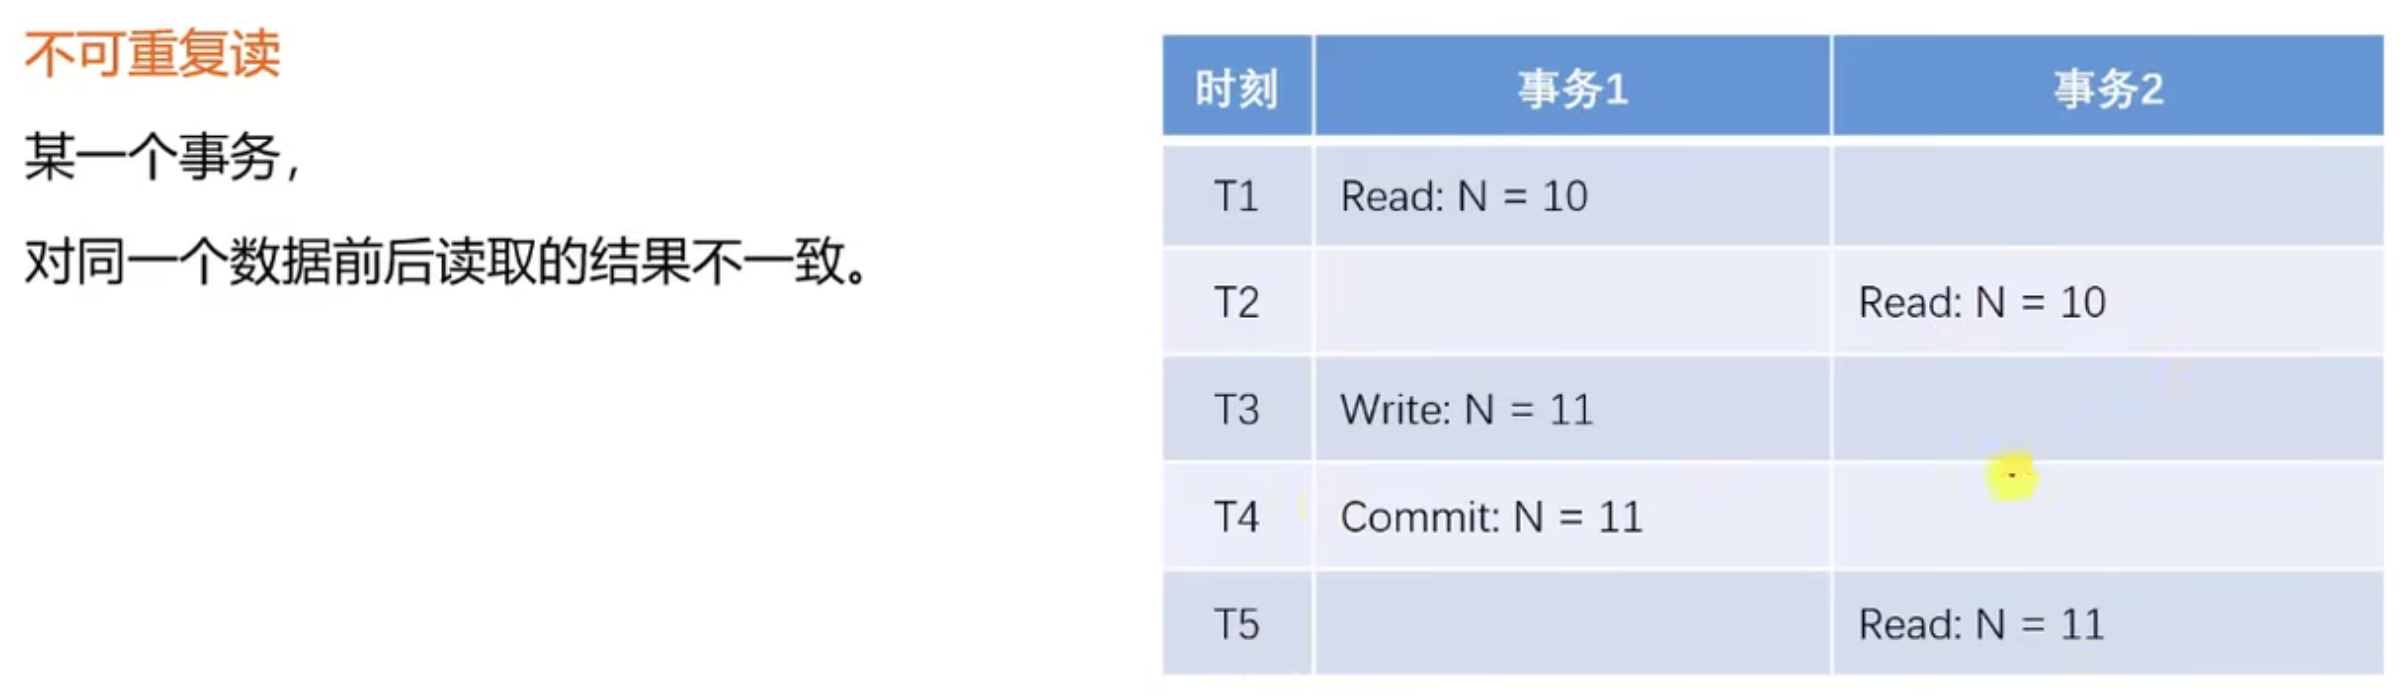 不可重复读
某一个事务，
对同一个数据前后读取的结果不一致。
时刻 事务1 事务2
T1 Read: N = 10
T2 Read: N = 10
T3 Write: N = 11
T4 Commit: N = 11
T5 Read: N = 11